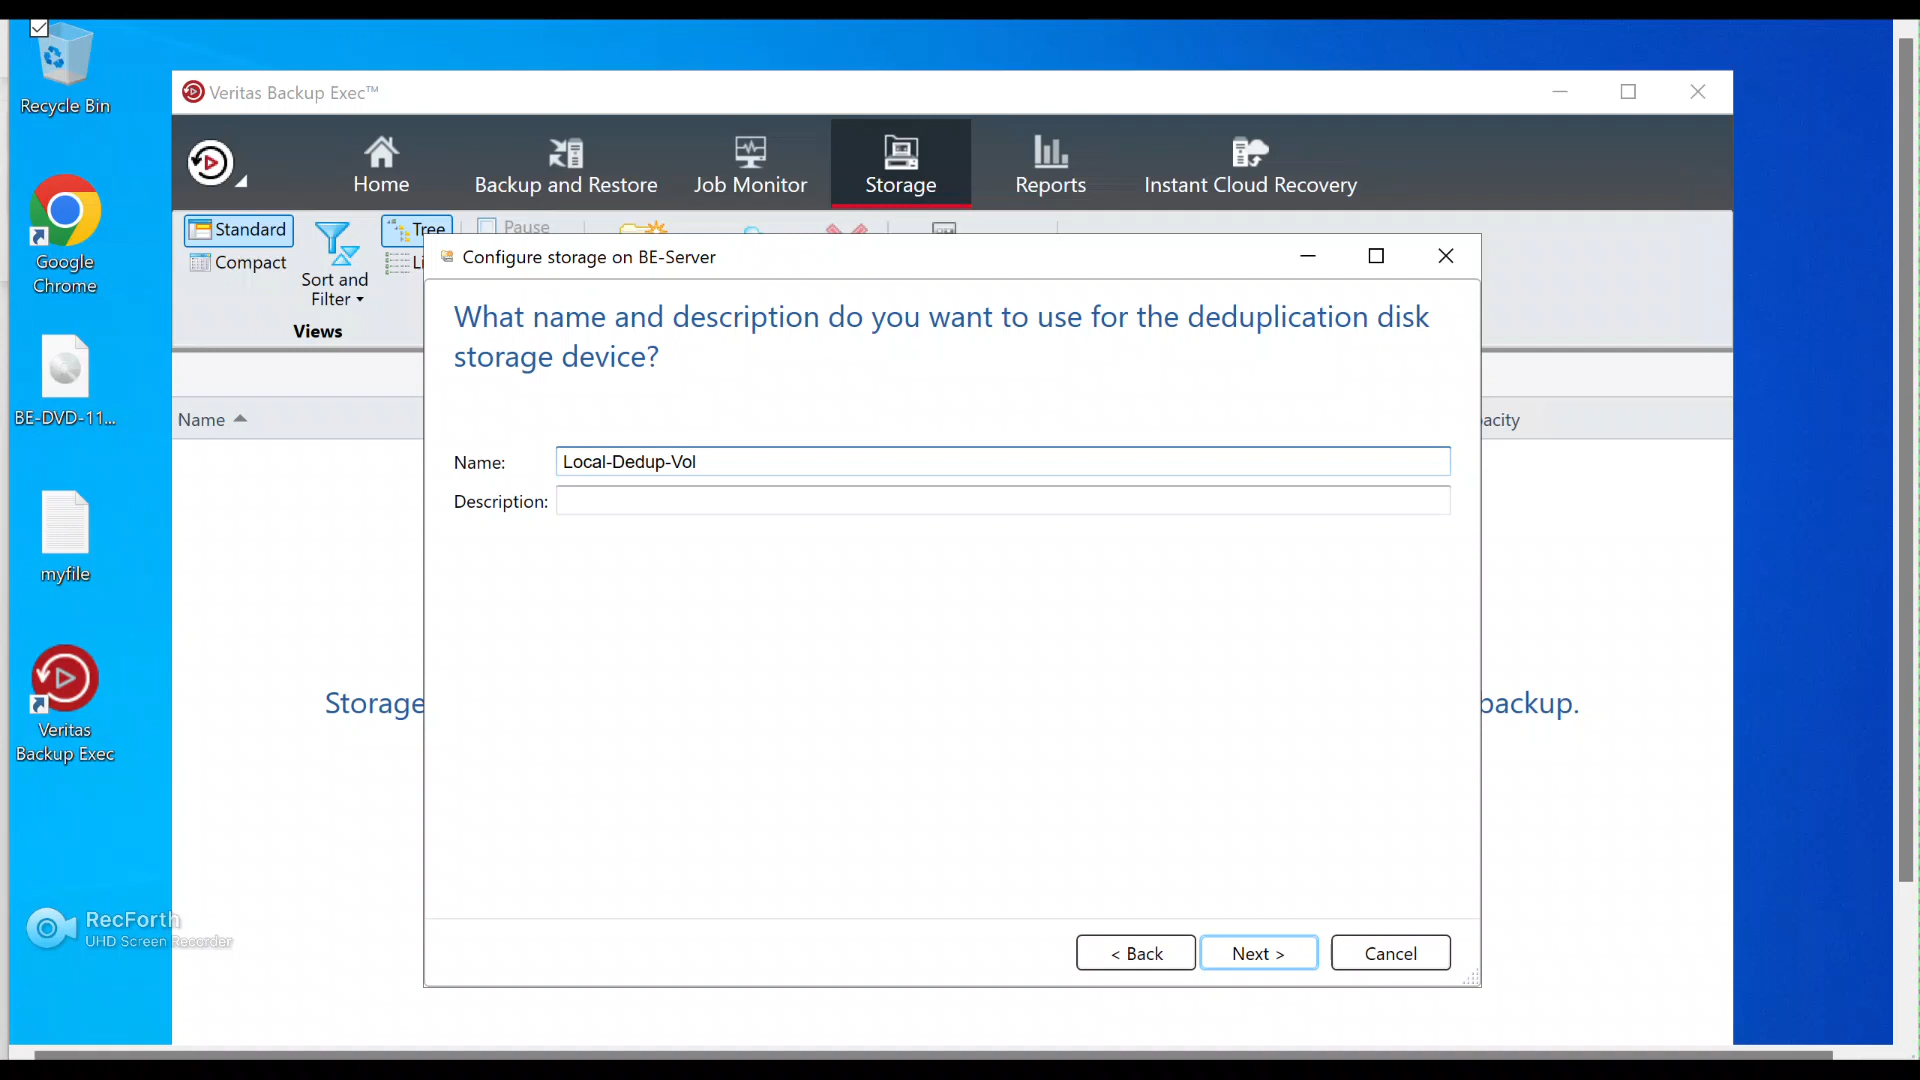 Recycle Bin
Google
Chrome
BE-DVD-11...
myfile
Veritas
Backup Exec
RecForth
UHD Screen Recorder
Veritas Backup Exec™
Home
Backup and Restore
Job Monitor
Storage
Reports
Instant Cloud Recovery
Standard
Compact
Sort and
Filter
Views
Tree
Pause
Name
acity
Storage
backup.
Configure storage on BE-Server
What name and description do you want to use for the deduplication disk
storage device?
Name: Local-Dedup-Vol
Description:
< Back
Next >
Cancel